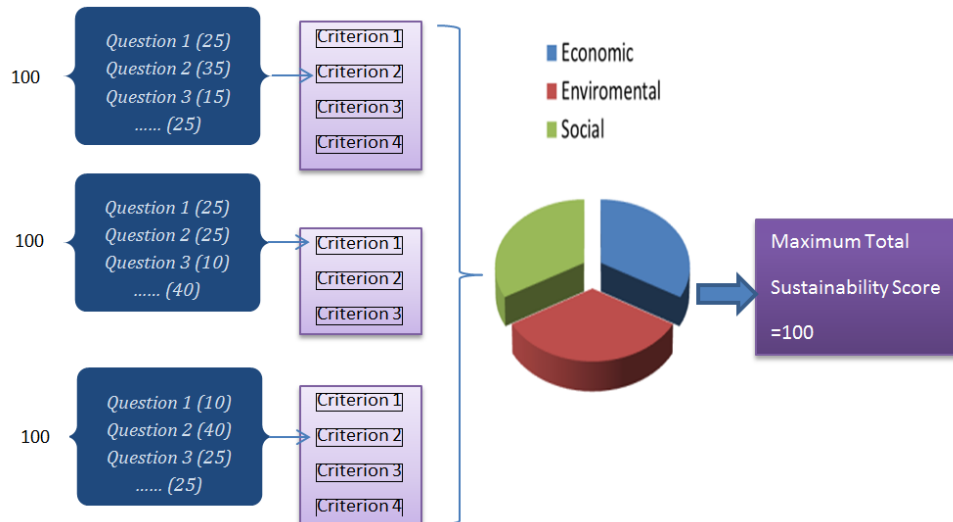 100
Question 1 (25)
Question 2 (35)
Question 3 (15)
...... (25)
Criterion 1
Criterion 2
Criterion 3
Criterion 4
100
Question 1 (25)
Question 2 (25)
Question 3 (10)
...... (40)
Criterion 1
Criterion 2
Criterion 3
100
Question 1 (10)
Question 2 (40)
Question 3 (25)
...... (25)
Criterion 1
Criterion 2
Criterion 3
Criterion 4
Economic
Enviromental
Social
Maximum Total
Sustainability Score
=100